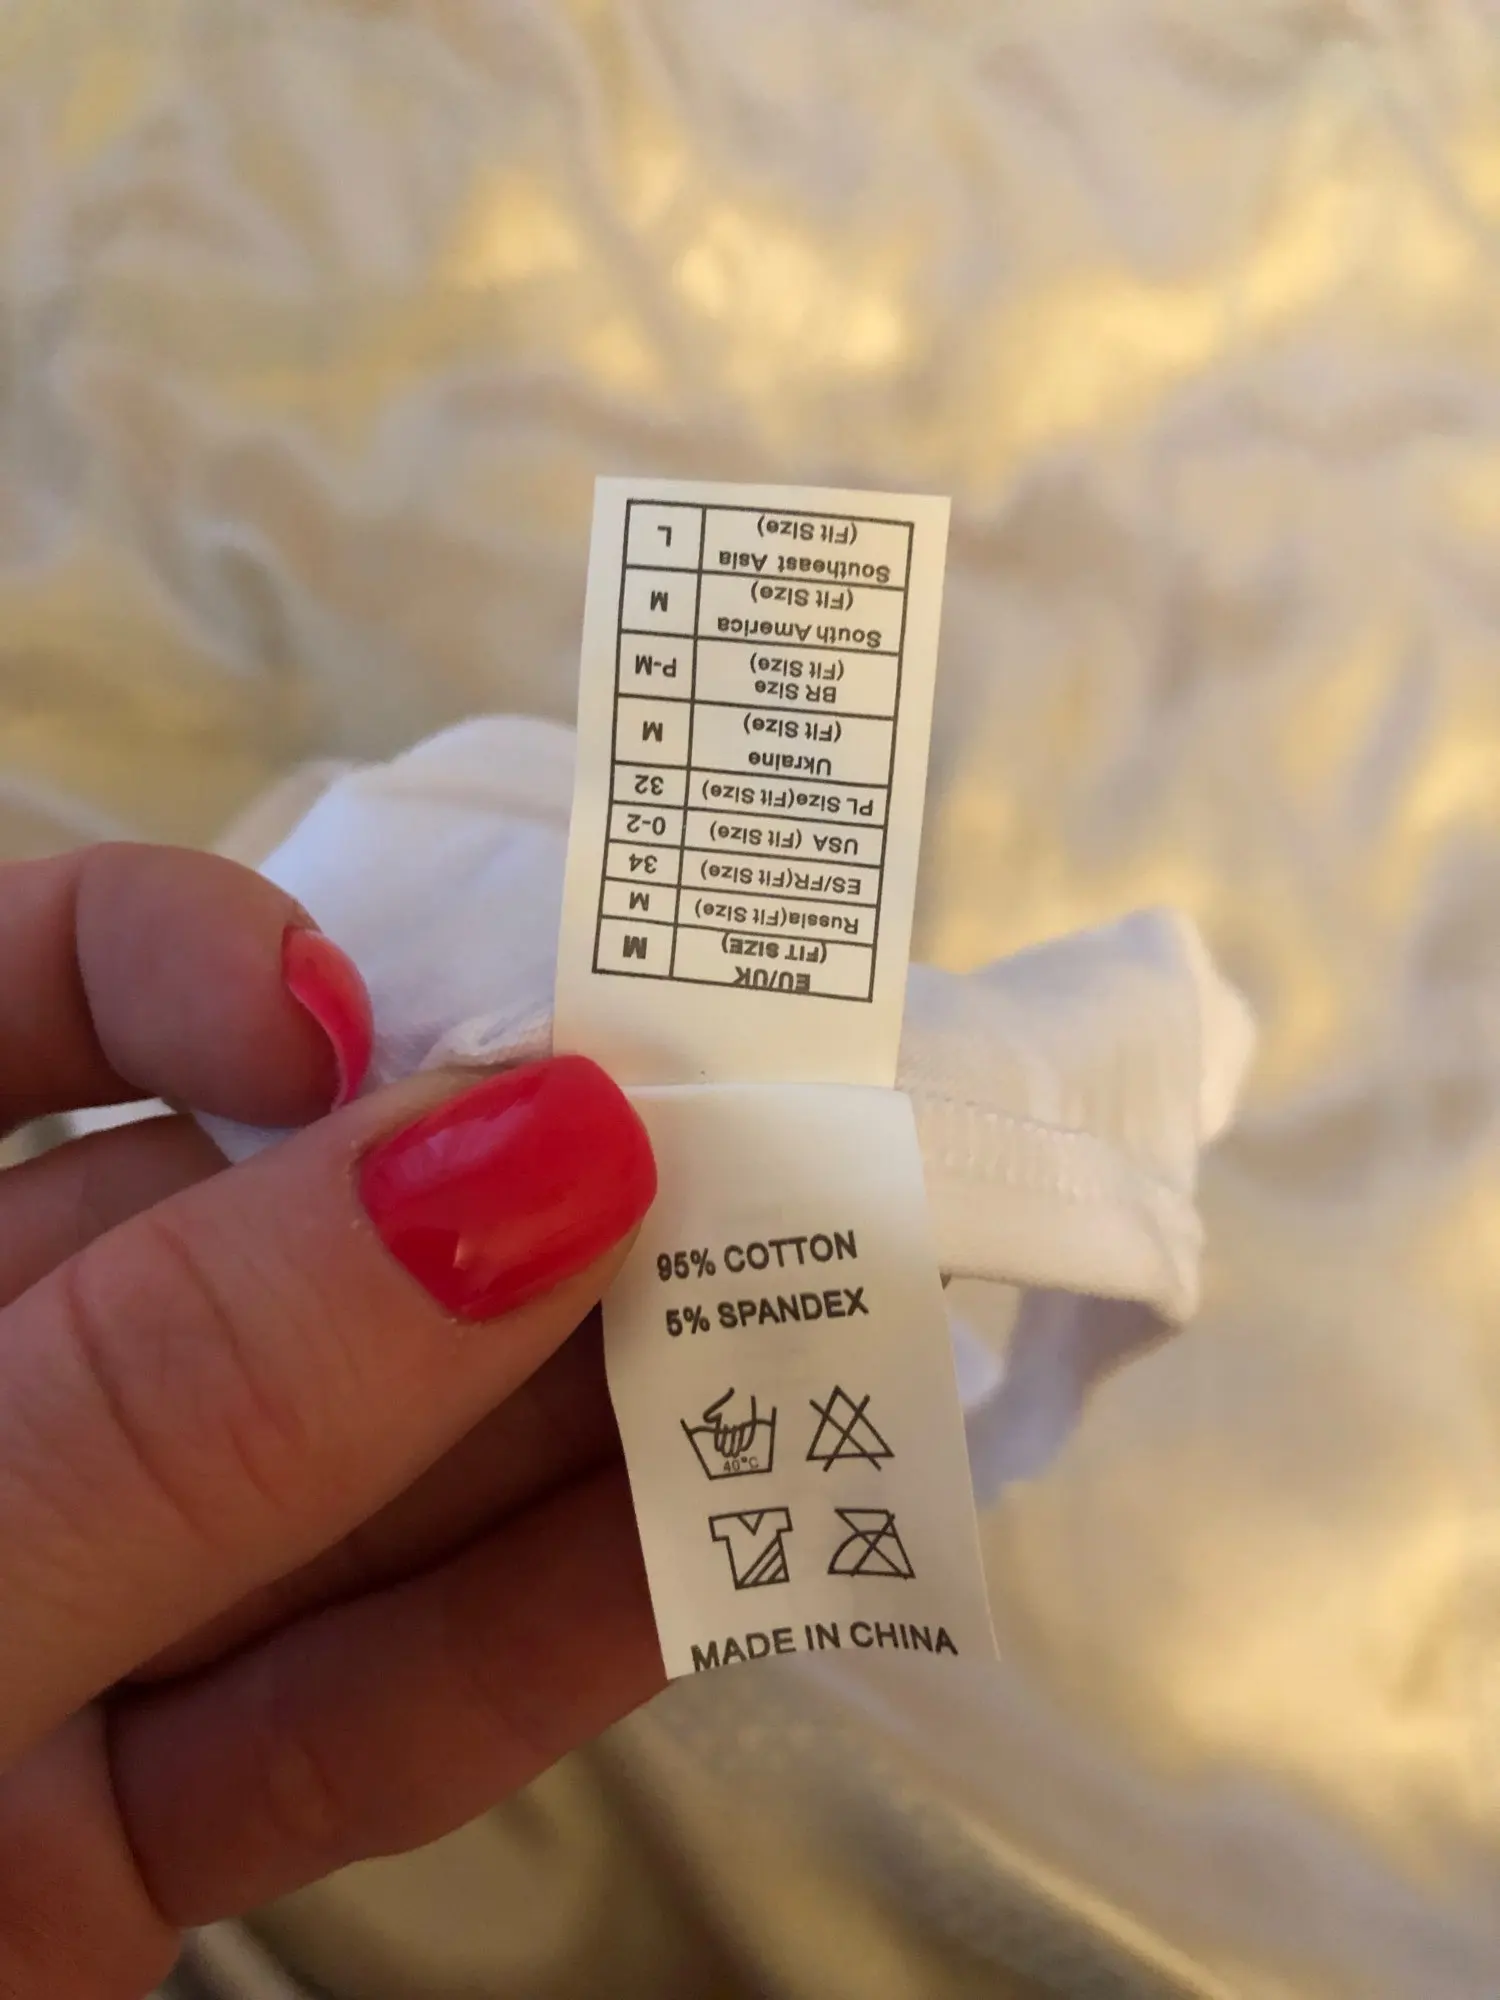 EU/UK
(FIT SIZE) M
Russia(Fit Size) M
ES/FR(Fit Size) 34
USA (Fit Size) 0-2
PL Size(Fit Size) 32
Ukraine
(Fit Size) M
BR Size
(Fit Size) P-M
South America
(Fit Size) M
Southeast Asia
(Fit Size) L
95% COTTON
5% SPANDEX
40°C
MADE IN CHINA